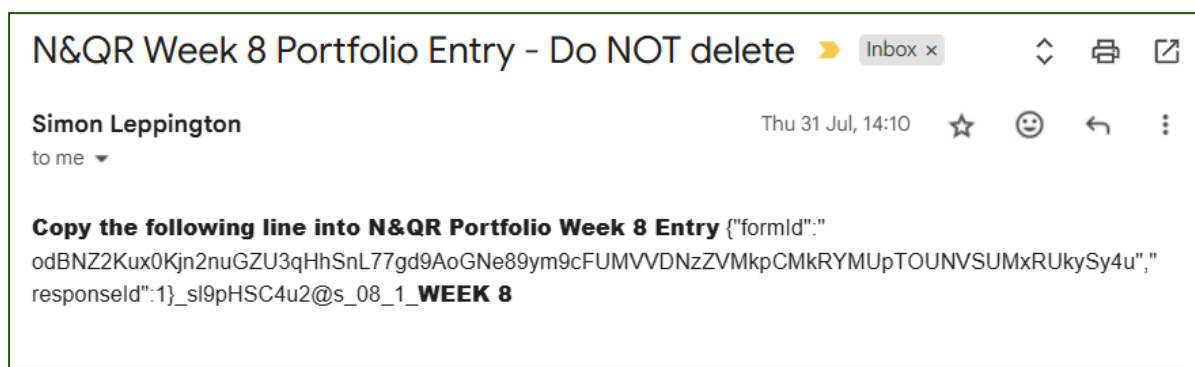 N&QR Week 8 Portfolio Entry - Do NOT delete Inbox ×
Simon Leppington Thu 31 Jul, 14:10
to me
Copy the following line into N&QR Portfolio Week 8 Entry {"formId":"
odBNZ2Kux0Kjn2nuGZU3qHhSnL77gd9AoGNe89ym9cFUMVVDNzZVMkpCMkRYMUpTOUNVSUMxRUkySy4u","
responseId":1}_sl9pHSC4u2@s_08_1_WEEK 8